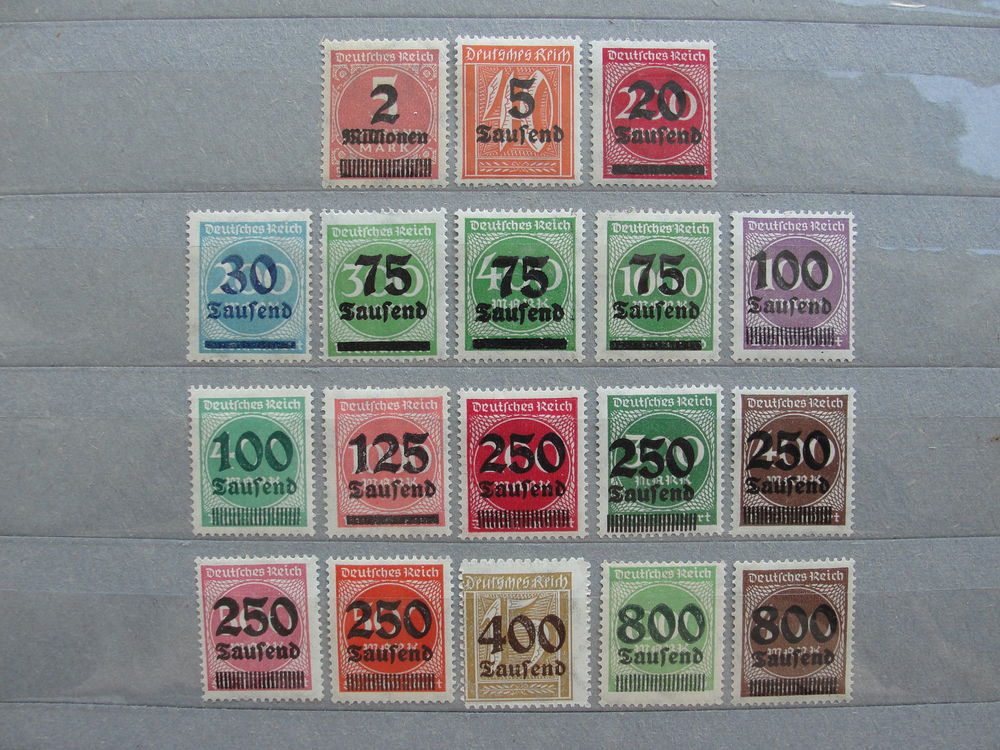 Deutsches Reich
2
Millionen
MARK
Deutsches Reich
5
Tausend
Deutsches Reich
20
Tausend
Deutsches Reich
30
Tausend
Deutsches Reich
75
Tausend
Deutsches Reich
75
Tausend
MARK
Deutsches Reich
75
Tausend
MARK
Deutsches Reich
100
Tausend
Deutsches Reich
100
Tausend
Deutsches Reich
125
Tausend
Deutsches Reich
250
Tausend
Deutsches Reich
250
Tausend
Deutsches Reich
250
Tausend
Deutsches Reich
250
Tausend
Deutsches Reich
250
Tausend
Deutsches Reich
400
Tausend
Deutsches Reich
800
Tausend
Deutsches Reich
800
Tausend